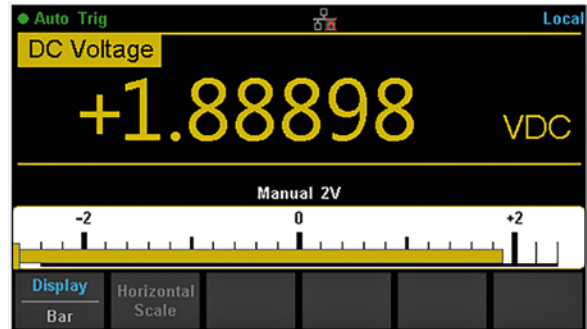 Auto Trig Local
DC Voltage
+1.88898 VDC
Manual 2V
-2 0 +2
Display Horizontal
Bar Scale